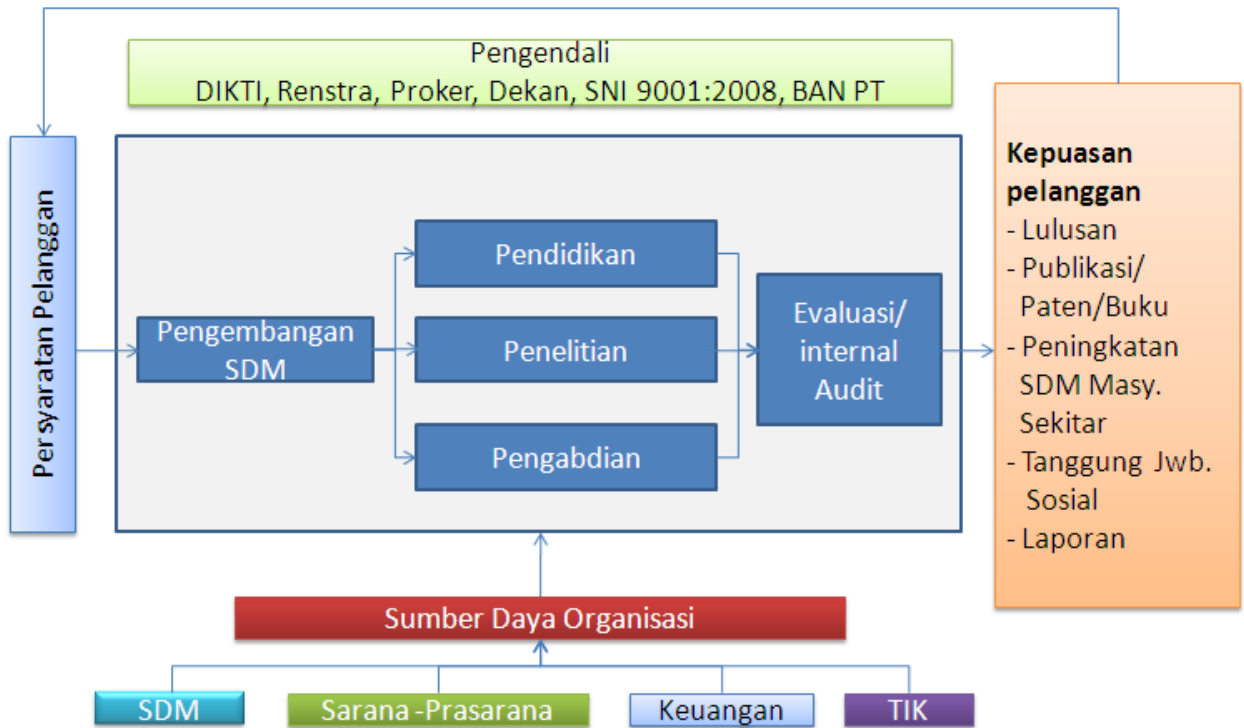 Pengendali
DIKTI, Renstra, Proker, Dekan, SNI 9001:2008, BAN PT
Persyaratan Pelanggan
Pengembangan
SDM
Pendidikan
Penelitian
Pengabdian
Evaluasi/
internal
Audit
Kepuasan
pelanggan
- Lulusan
- Publikasi/
Paten/Buku
- Peningkatan
SDM Masy.
Sekitar
- Tanggung Jwb.
Sosial
- Laporan
Sumber Daya Organisasi
SDM
Sarana -Prasarana
Keuangan
TIK